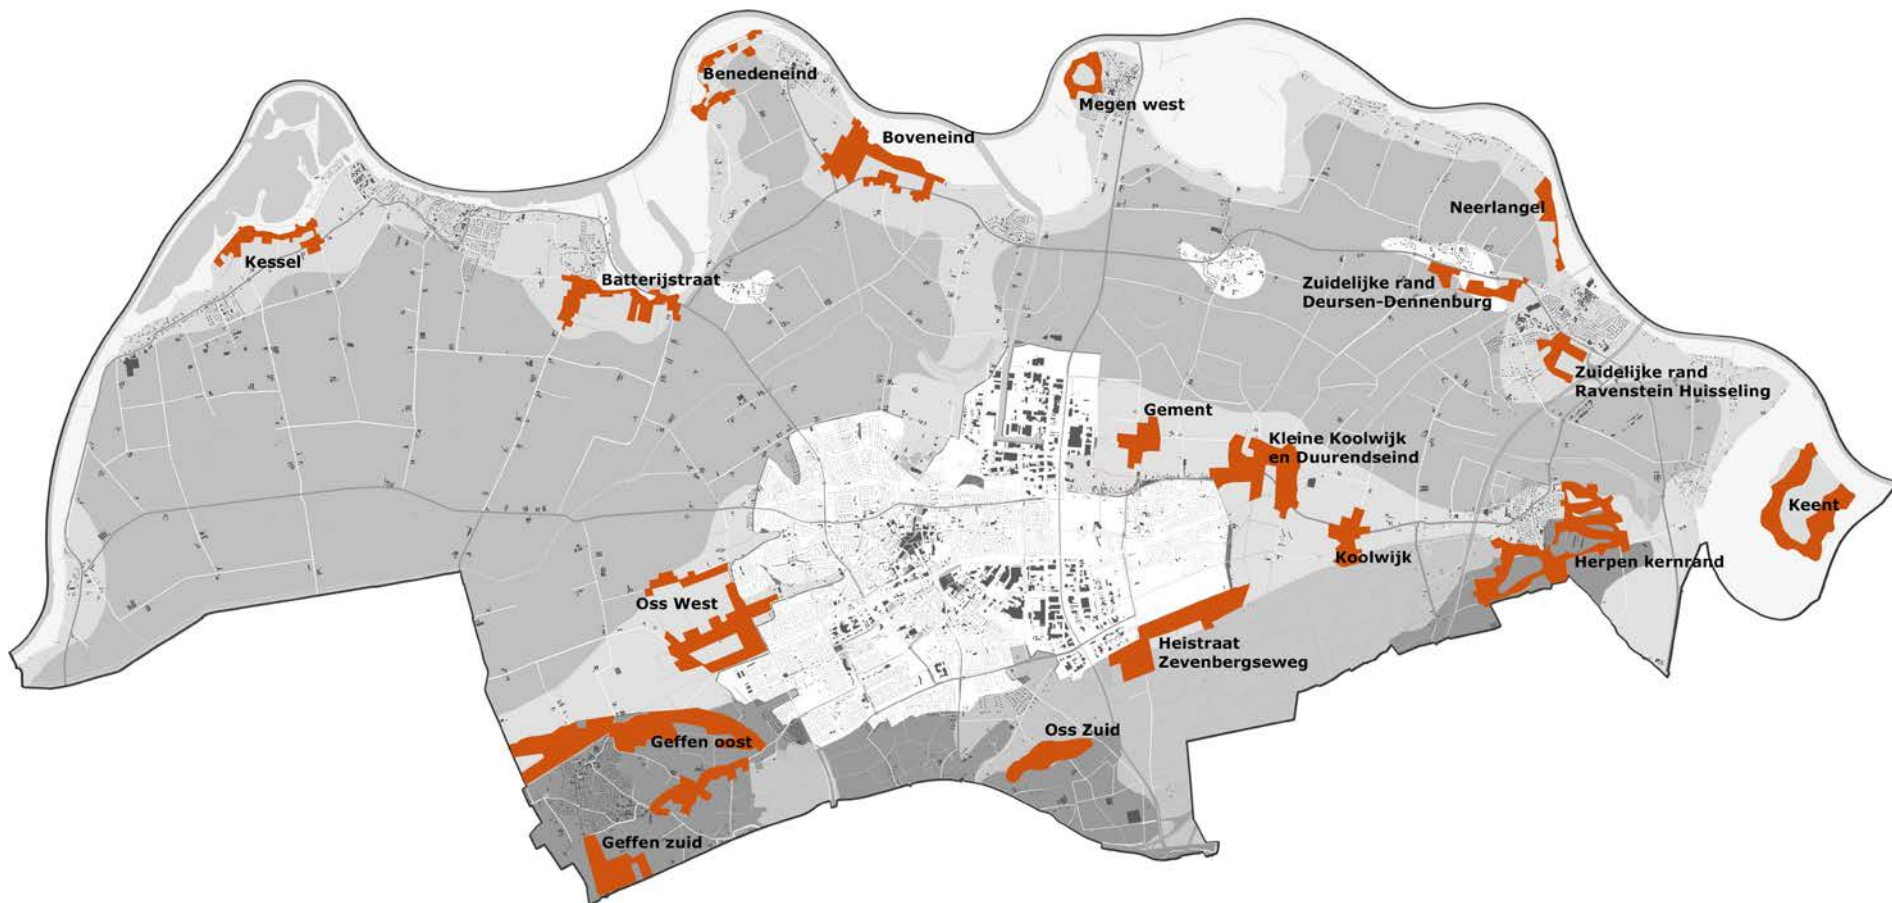 Benedeneind
Megen west
Boveneind
Neerlangel
Kessel
Batterijstraat
Zuidelijke rand
Deursen-Dennenburg
Zuidelijke rand
Ravenstein Huisseling
Gement
Kleine Koolwijk
en Duurendseind
Keent
Koolwijk
Herpen kernrand
Oss West
Heistraat
Zevenbergseweg
Oss Zuid
Geffen oost
Geffen zuid